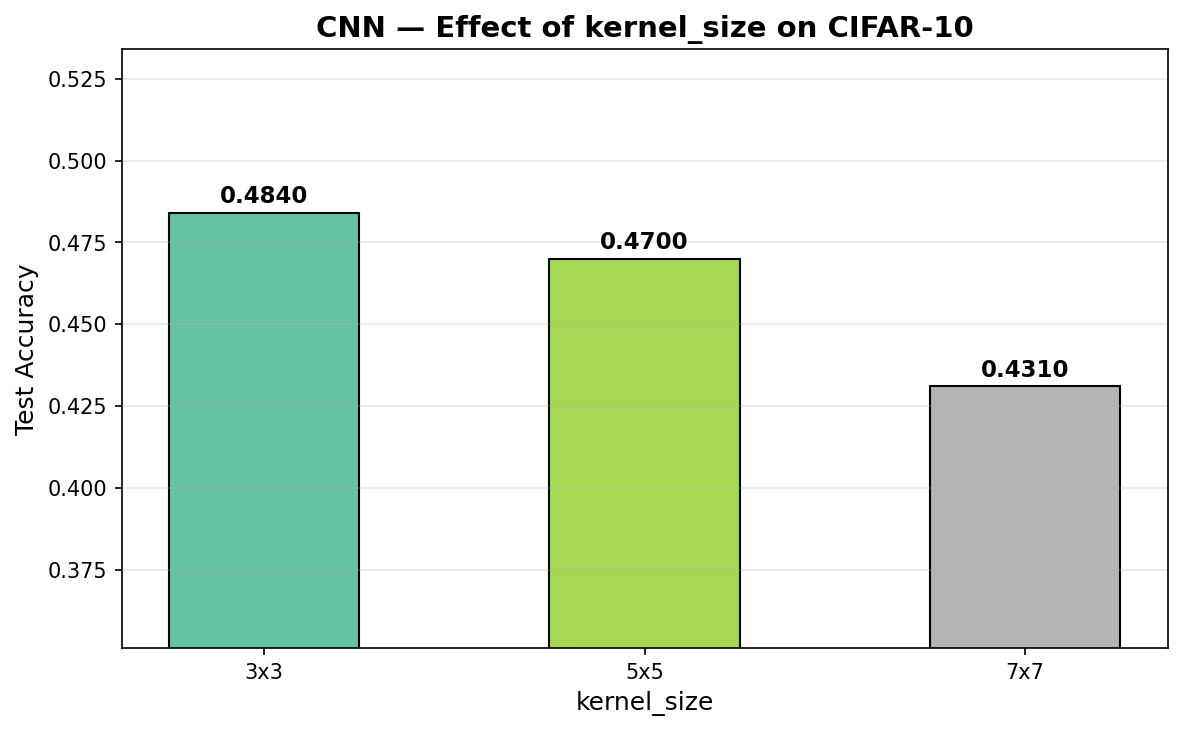 CNN — Effect of kernel_size on CIFAR-10
0.525
0.500
0.475
0.450
0.425
0.400
0.375
Test Accuracy
0.4840
0.4700
0.4310
3x3
5x5
7x7
kernel_size